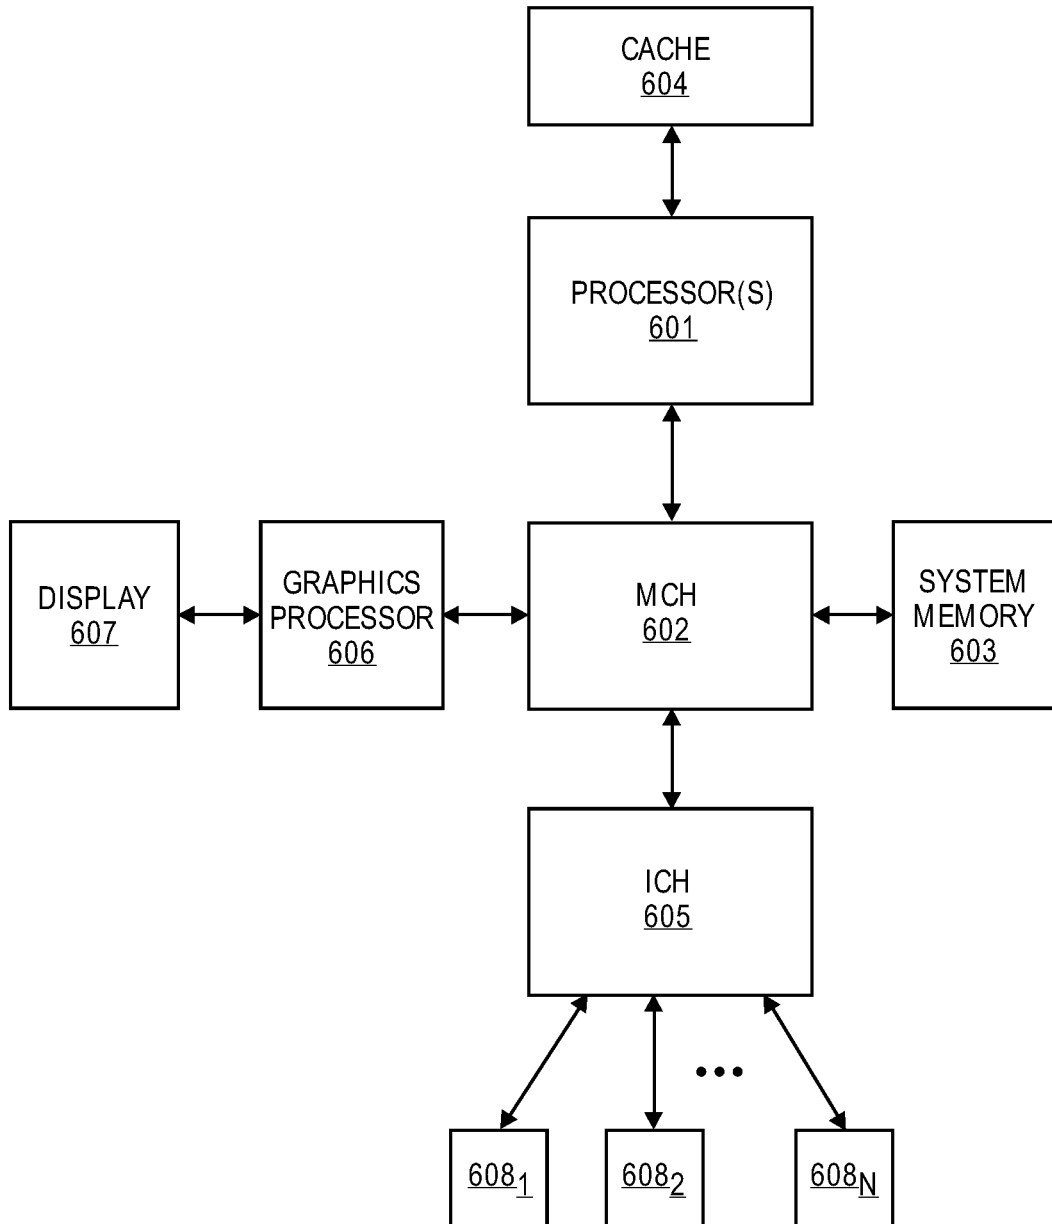 CACHE
604
PROCESSOR(S)
601
DISPLAY
607
GRAPHICS
PROCESSOR
606
MCH
602
SYSTEM
MEMORY
603
ICH
605
608₁
608₂
608N